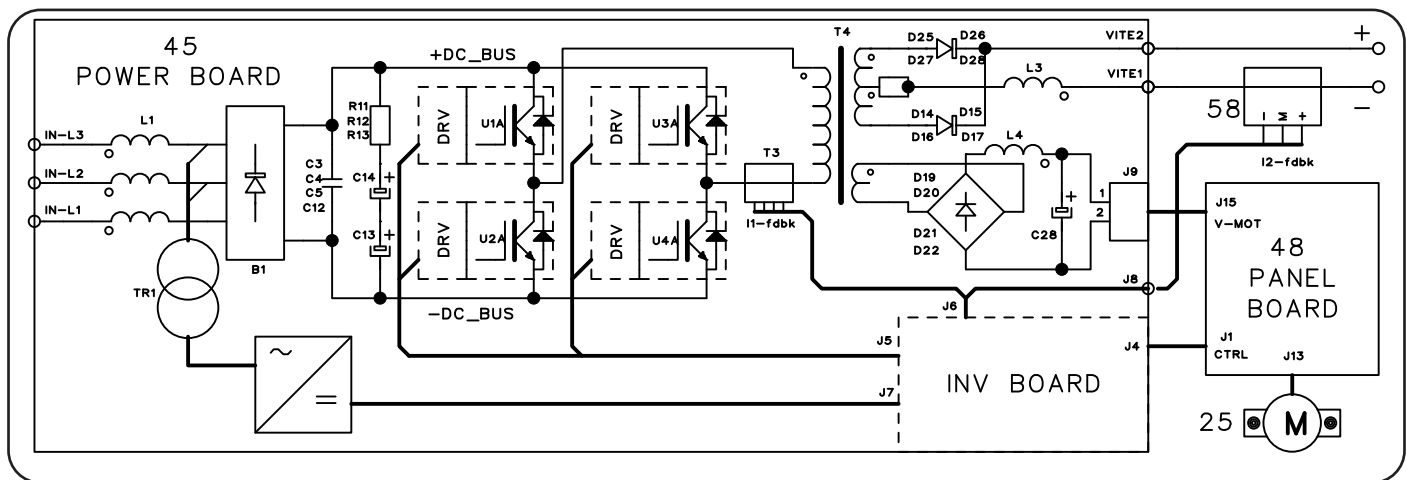 45
POWER BOARD
IN-L3
IN-L2
IN-L1
L1
TR1
B1
R11
R12
R13
C3
C4
C5
C12
C14
+
C13
+
+DC_BUS
-DC_BUS
DRV
U1A
DRV
U2A
DRV
U3A
DRV
U4A
T3
I1-fdbk
T4
D25
D26
D27
D28
D14
D15
D16
D17
L3
D19
D20
D21
D22
L4
+
C28
VITE2
VITE1
+
-
58
- M +
I2-fdbk
J9
1
2
J15
V-MOT
48
PANEL
BOARD
J8
J6
J5
J4
J7
INV BOARD
J1
CTRL
J13
25
M